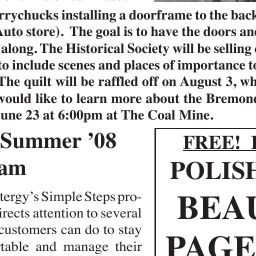 rrychucks installing a doorframe to the back
Auto store). The goal is to have the doors and
along. The Historical Society will be selling
to include scenes and places of importance to
The quilt will be raffled off on August 3, wh
would like to learn more about the Bremond
une 23 at 6:00pm at The Coal Mine.
Summer ’08
am
tergy’s Simple Steps pro-
irects attention to several
customers can do to stay
rtable and manage their
FREE!
POLISH
BEAU
PAGE